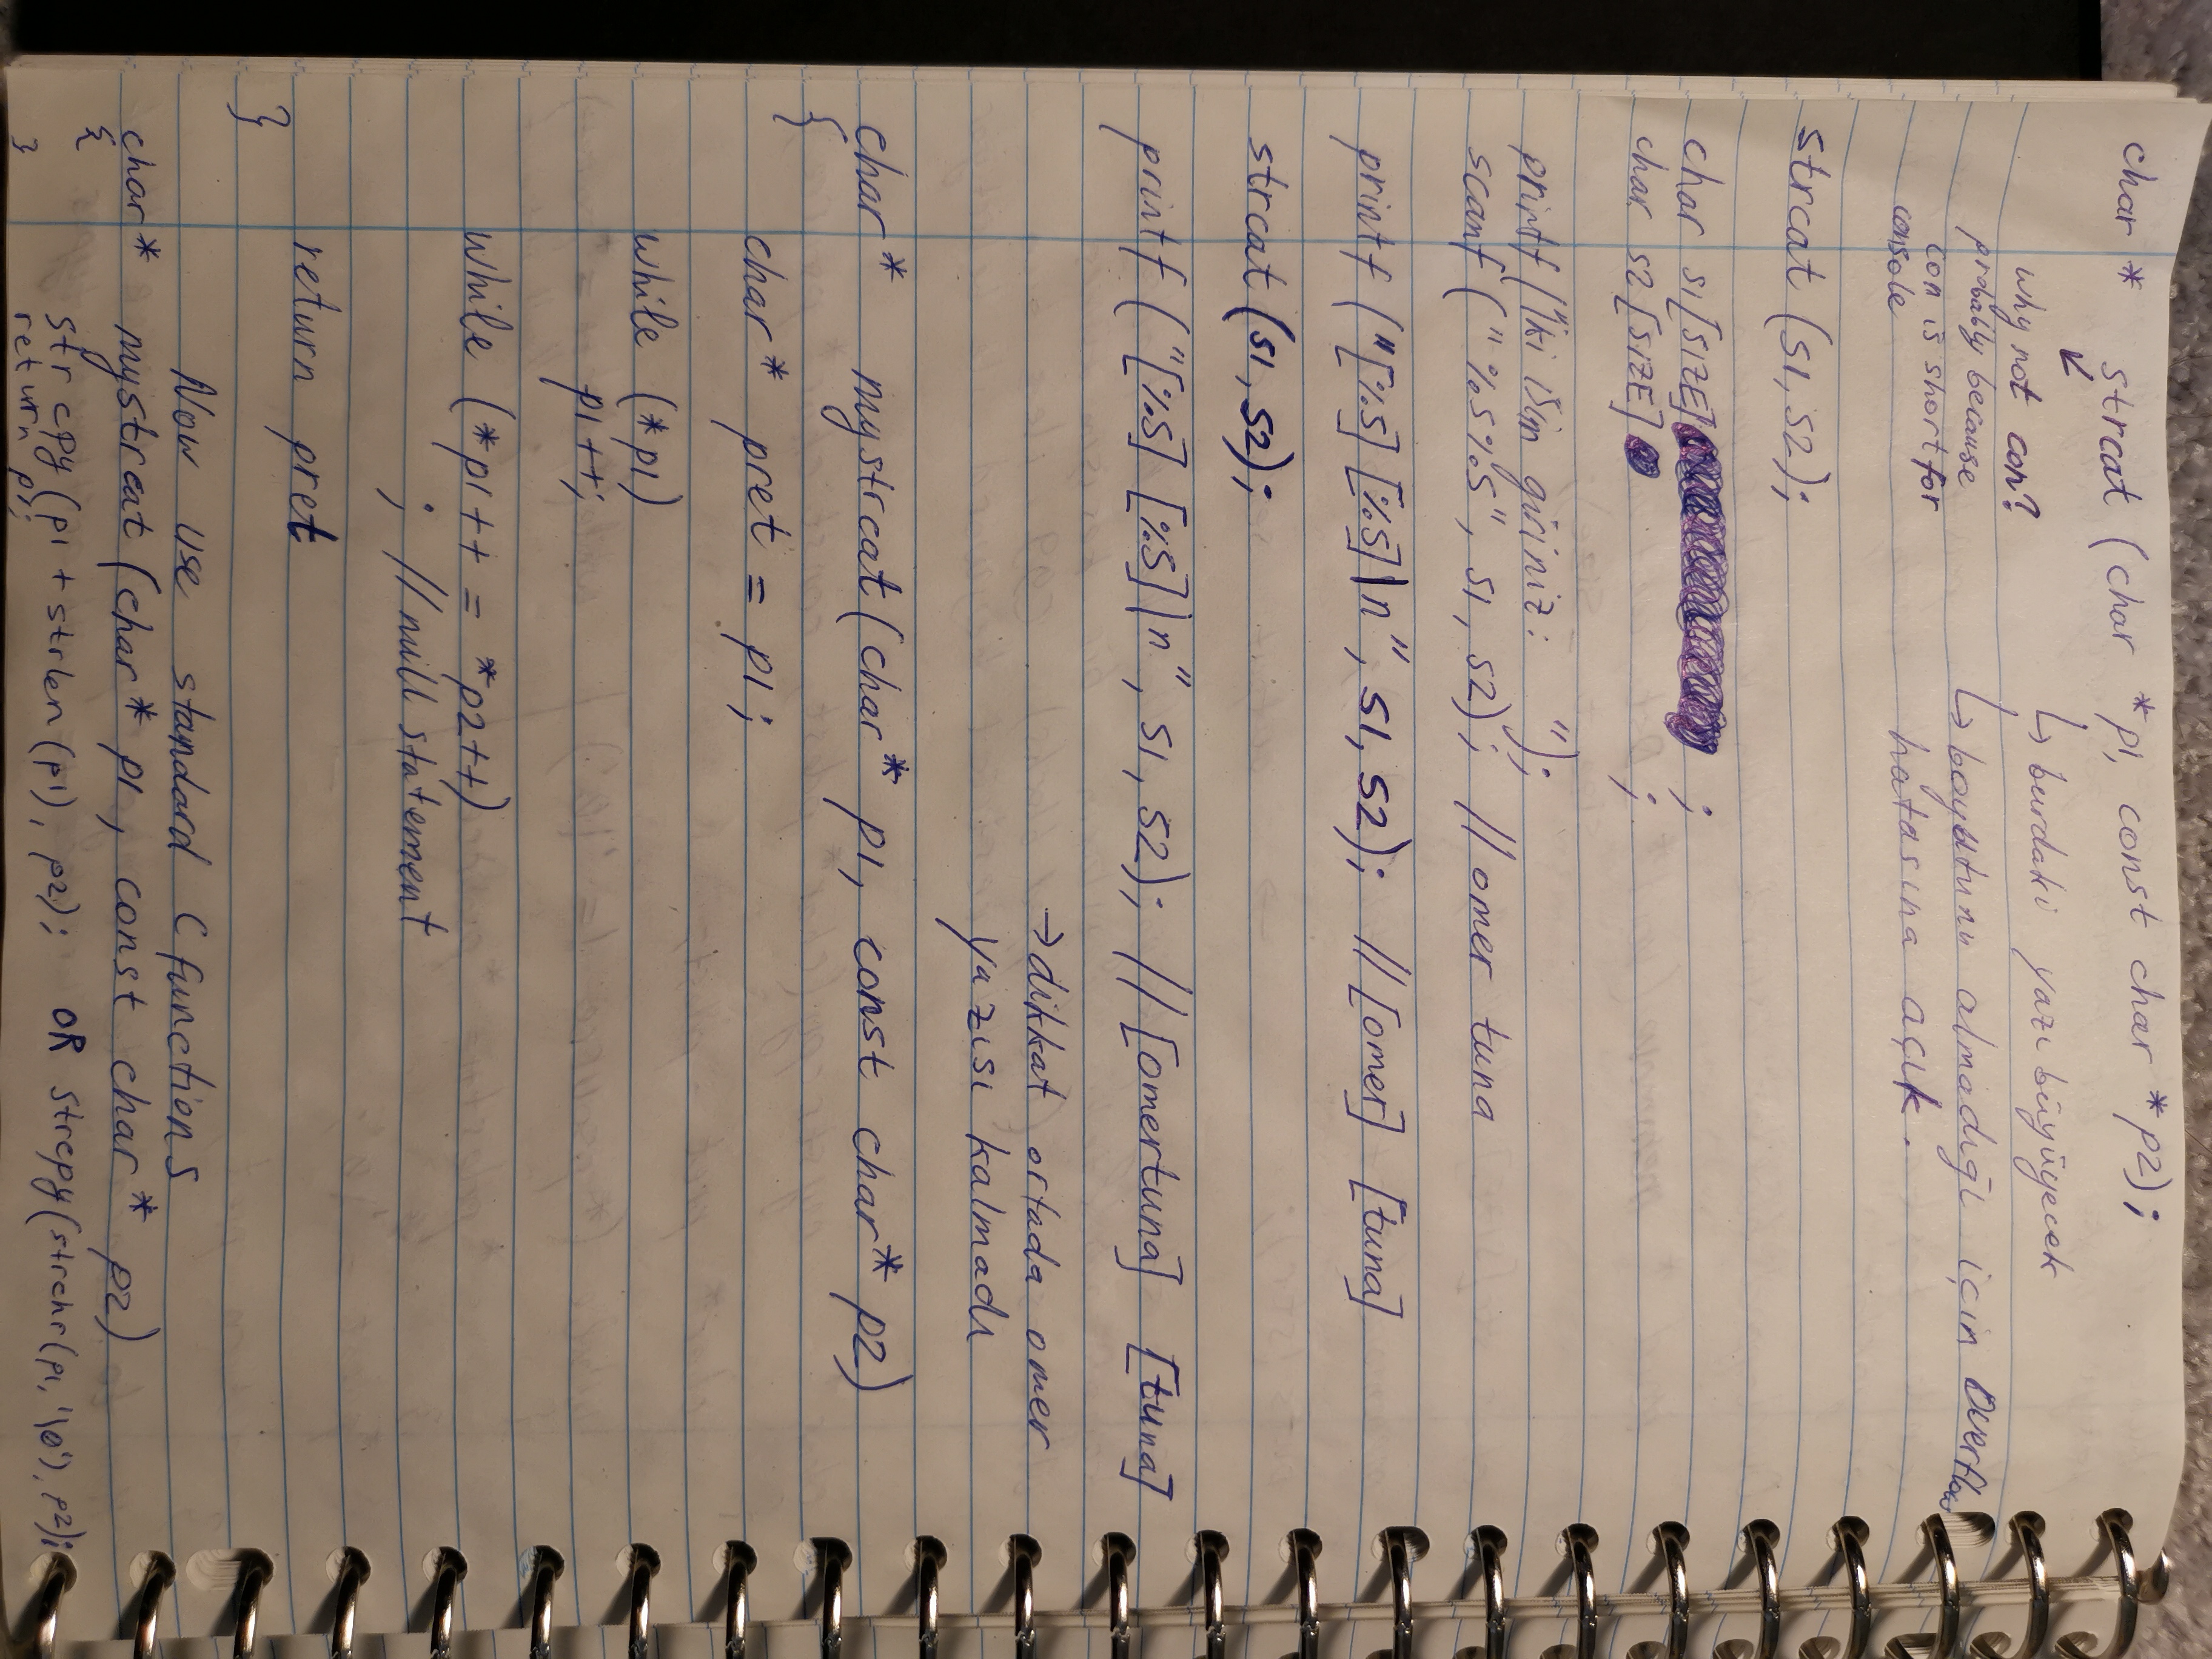 char * strcat (char *p1, const char *p2);
why not con?
probably because
con is short for
console
burdaki yazı büyüyecek
boyutunu almadığı için Overflow
hatasına açık.
strcat (s1, s2);
char s1[SIZE] ;
char s2[SIZE] ;
printf("İki isim giriniz: ");
scanf ("%s%s", s1, s2); // omer tuna
printf ("[%s] [%s]\n", s1, s2); // [omer] [tuna]
strcat (s1, s2);
printf ("[%s] [%s]\n", s1, s2); // [omertuna] [tuna]
→ dikkat ortada omer
yazısı kalmadı
char* mystrcat(char* p1, const char* p2)
{
char* pret = p1;
while (*p1)
p1++;
while (*p1++ = *p2++)
; //null statement
return pret
}
Now use standard C functions
char* mystrcat (char* p1, const char* p2)
{
strcpy (p1 + strlen (p1), p2); OR strcpy(strchr(p1, '\0'), p2);
return p1;
}